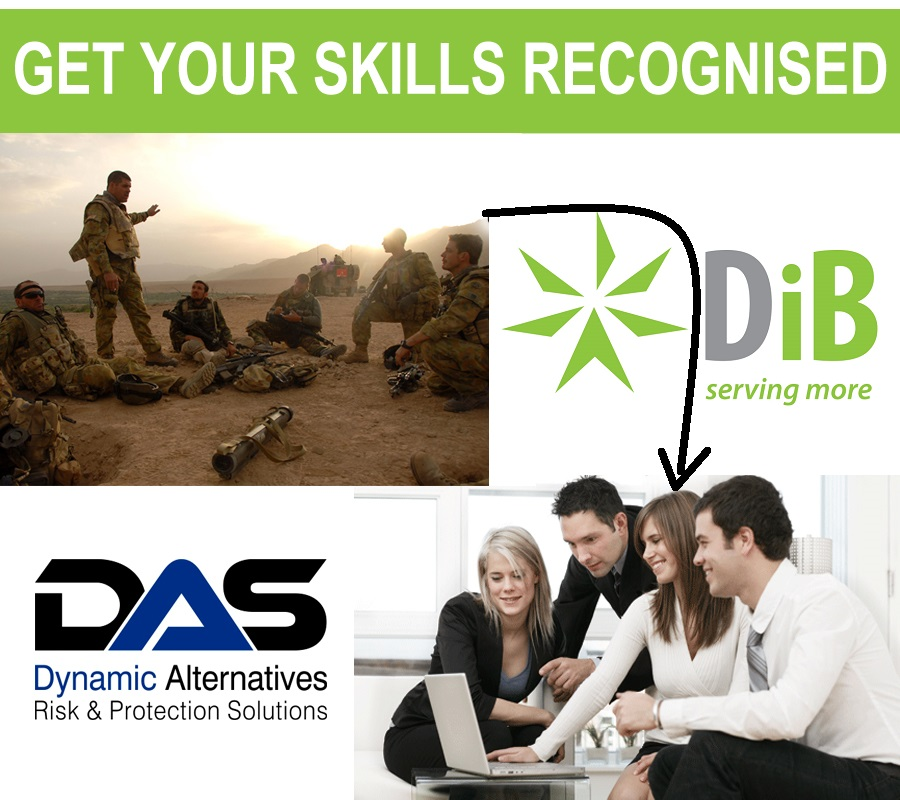 GET YOUR SKILLS RECOGNISED
DiB
serving more
DAS
Dynamic Alternatives
Risk & Protection Solutions